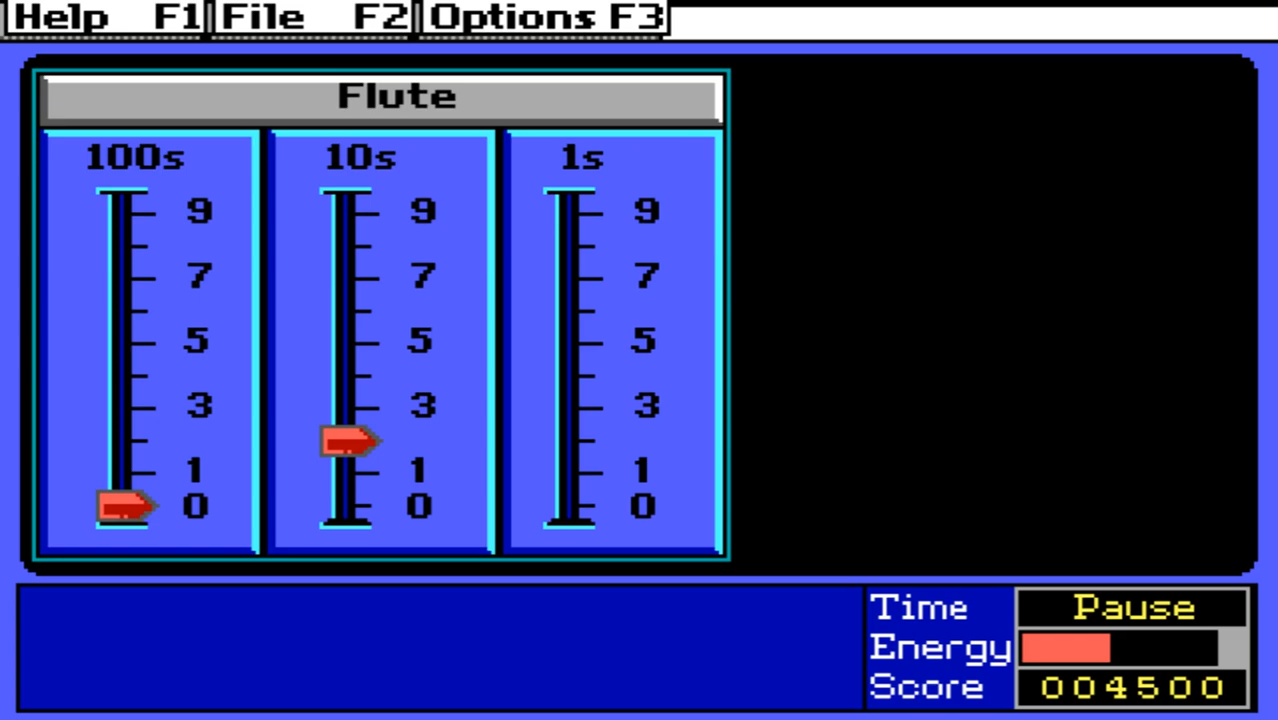 Help F1 File F2 Options F3
Flute
100s 10s 1s
9 9 9
7 7 7
5 5 5
3 3 3
1 1 1
0 0 0
Time Pause
Energy
Score 004500